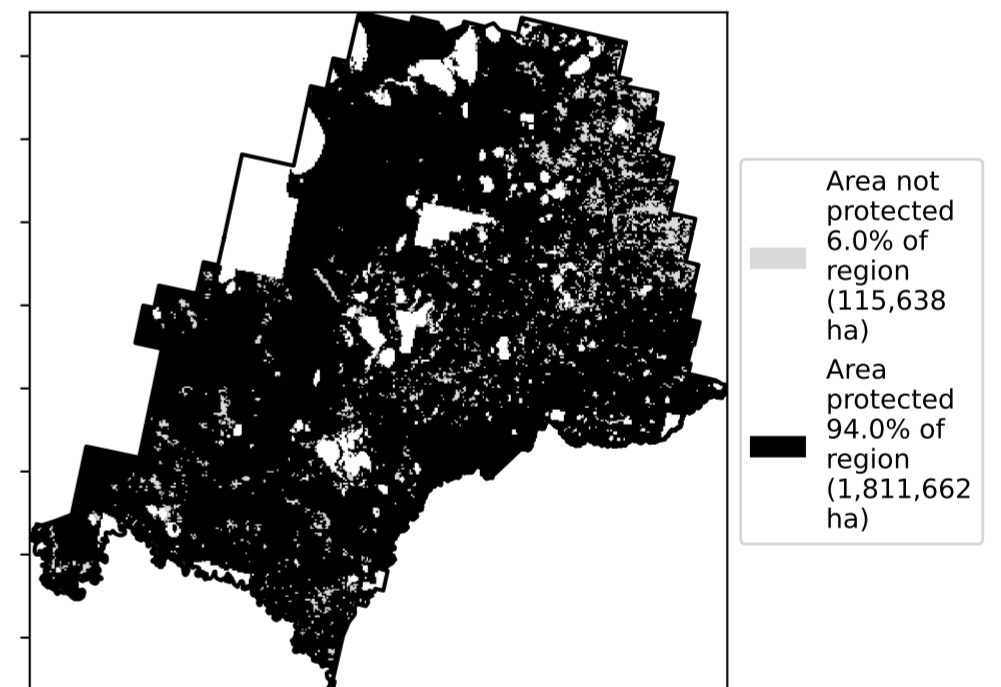 Area not
protected
6.0% of
region
(115,638
ha)
Area
protected
94.0% of
region
(1,811,662
ha)